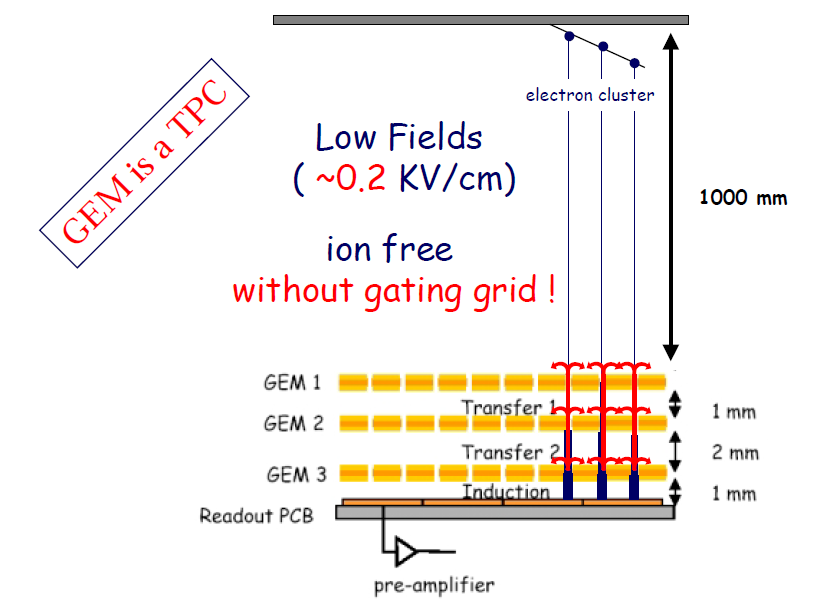 GEM is a TPC
electron cluster
Low Fields
( ~0.2 KV/cm)
1000 mm
ion free
without gating grid !
GEM 1
Transfer 1
1 mm
GEM 2
Transfer 2
2 mm
GEM 3
Induction
1 mm
Readout PCB
pre-amplifier